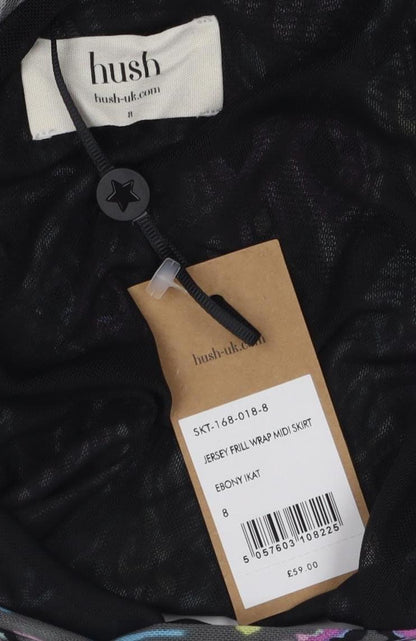 hush
hush-uk.com
8
hush-uk.com
SKT-168-018-8
JERSEY FRILL WRAP MIDI SKIRT
EBONY IKAT
8
5 057603 108225
£59.00